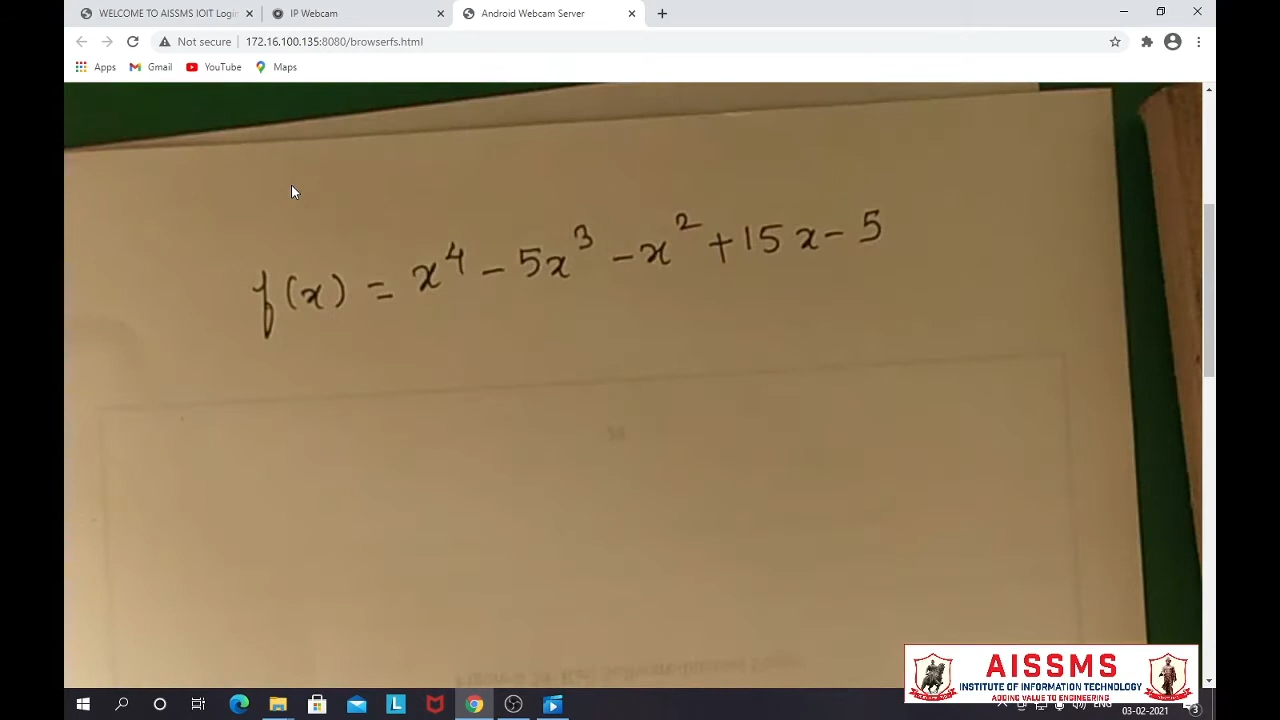 WELCOME TO AISSMS IOIT Login
IP Webcam
Android Webcam Server
Not secure
172.16.100.135:8080/browserfs.html
Apps
Gmail
YouTube
Maps
f(x) = x⁴ - 5x³ - x² + 15x - 5
AISSMS
INSTITUTE OF INFORMATION TECHNOLOGY
ADDING VALUE TO ENGINEERING
ENG
03-02-2021
3